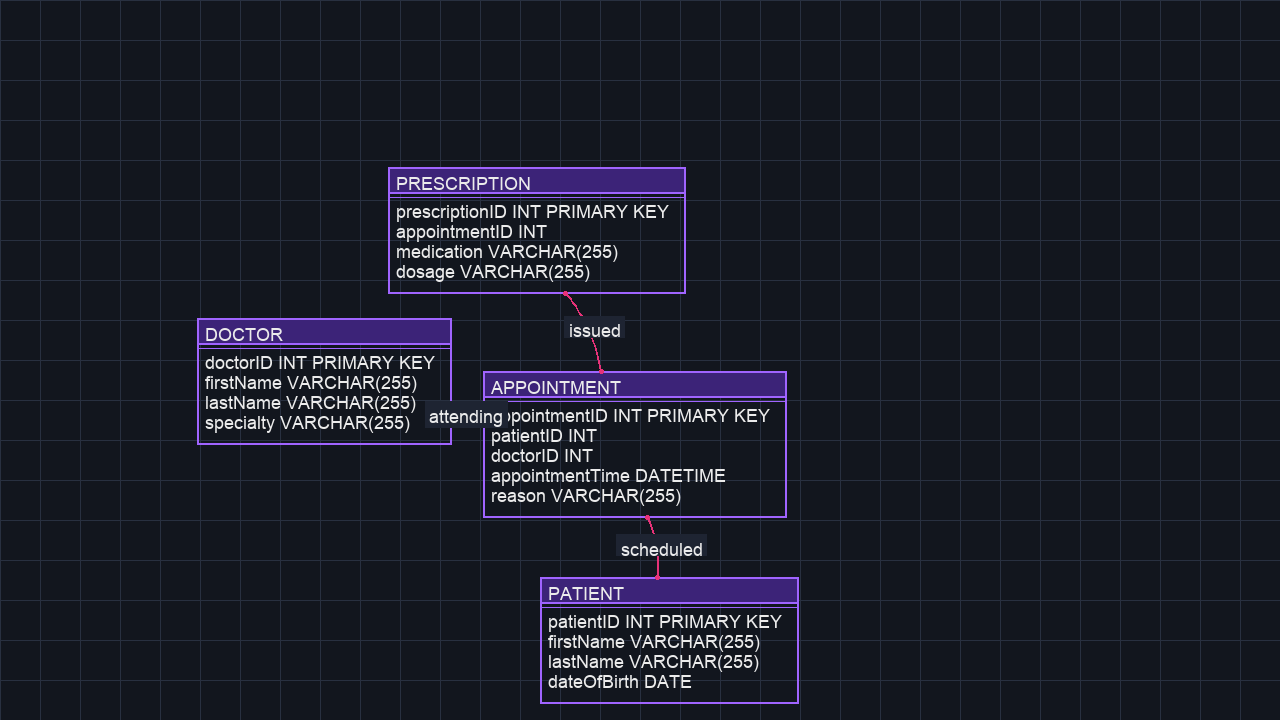 PRESCRIPTION
prescriptionID INT PRIMARY KEY
appointmentID INT
medication VARCHAR(255)
dosage VARCHAR(255)
issued
DOCTOR
doctorID INT PRIMARY KEY
firstName VARCHAR(255)
lastName VARCHAR(255)
specialty VARCHAR(255)
attending
APPOINTMENT
ppointmentID INT PRIMARY KEY
patientID INT
doctorID INT
appointmentTime DATETIME
reason VARCHAR(255)
scheduled
PATIENT
patientID INT PRIMARY KEY
firstName VARCHAR(255)
lastName VARCHAR(255)
dateOfBirth DATE